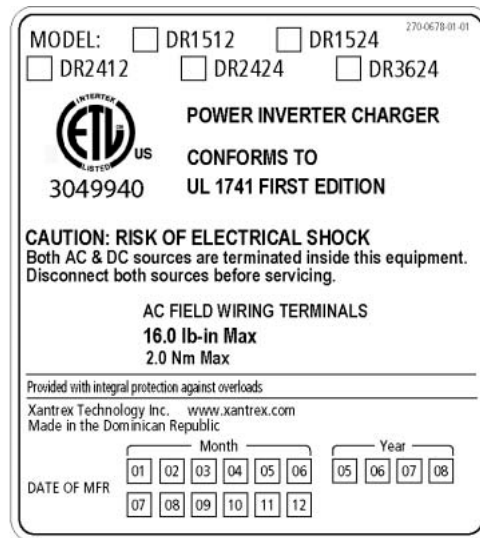 270-0678-01-01
MODEL: DR1512 DR1524
DR2412 DR2424 DR3624
INTERTEK
ETL CM
LISTED
US
3049940
POWER INVERTER CHARGER
CONFORMS TO
UL 1741 FIRST EDITION
CAUTION: RISK OF ELECTRICAL SHOCK
Both AC & DC sources are terminated inside this equipment.
Disconnect both sources before servicing.
AC FIELD WIRING TERMINALS
16.0 lb-in Max
2.0 Nm Max
Provided with integral protection against overloads
Xantrex Technology Inc. www.xantrex.com
Made in the Dominican Republic
DATE OF MFR
Month
01 02 03 04 05 06
07 08 09 10 11 12
Year
05 06 07 08